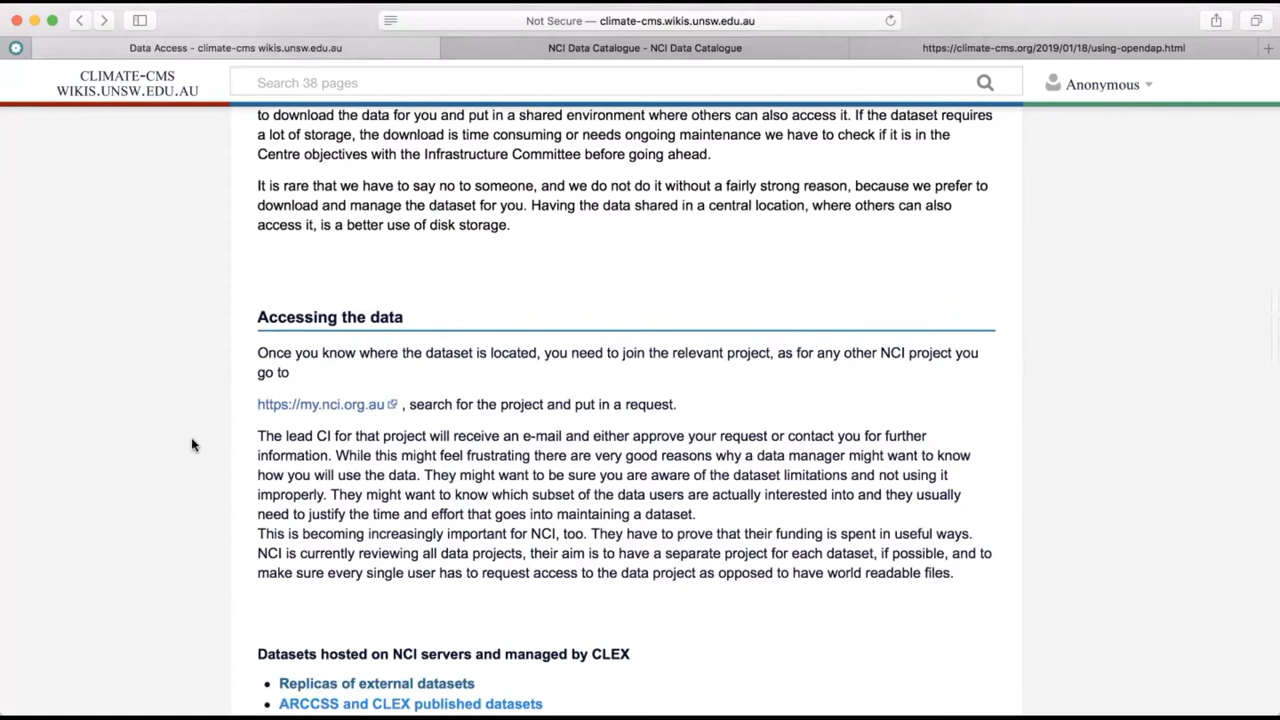 Not Secure — climate-cms.wikis.unsw.edu.au
Data Access - climate-cms wikis.unsw.edu.au
NCI Data Catalogue - NCI Data Catalogue
https://climate-cms.org/2019/01/18/using-opendap.html
CLIMATE-CMS
WIKIS.UNSW.EDU.AU
Search 38 pages
Anonymous
to download the data for you and put in a shared environment where others can also access it. If the dataset requires
a lot of storage, the download is time consuming or needs ongoing maintenance we have to check if it is in the
Centre objectives with the Infrastructure Committee before going ahead.
It is rare that we have to say no to someone, and we do not do it without a fairly strong reason, because we prefer to
download and manage the dataset for you. Having the data shared in a central location, where others can also
access it, is a better use of disk storage.
Accessing the data
Once you know where the dataset is located, you need to join the relevant project, as for any other NCI project you
go to
https://my.nci.org.au , search for the project and put in a request.
The lead CI for that project will receive an e-mail and either approve your request or contact you for further
information. While this might feel frustrating there are very good reasons why a data manager might want to know
how you will use the data. They might want to be sure you are aware of the dataset limitations and not using it
improperly. They might want to know which subset of the data users are actually interested into and they usually
need to justify the time and effort that goes into maintaining a dataset.
This is becoming increasingly important for NCI, too. They have to prove that their funding is spent in useful ways.
NCI is currently reviewing all data projects, their aim is to have a separate project for each dataset, if possible, and to
make sure every single user has to request access to the data project as opposed to have world readable files.
Datasets hosted on NCI servers and managed by CLEX
• Replicas of external datasets
• ARCCSS and CLEX published datasets